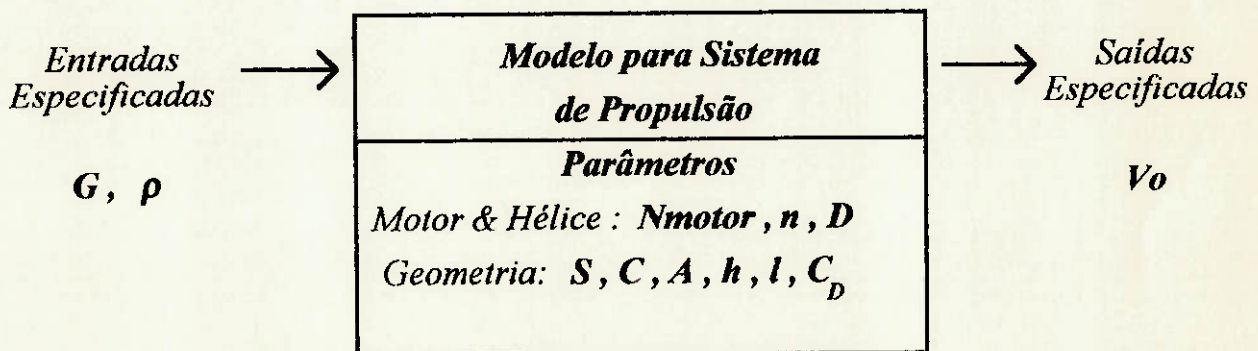 Entradas
Especificadas
G, ρ
Modelo para Sistema
de Propulsão
Parâmetros
Motor & Hélice : Nmotor , n , D
Geometria: S , C , A , h , l , C_D
Saídas
Especificadas
Vo